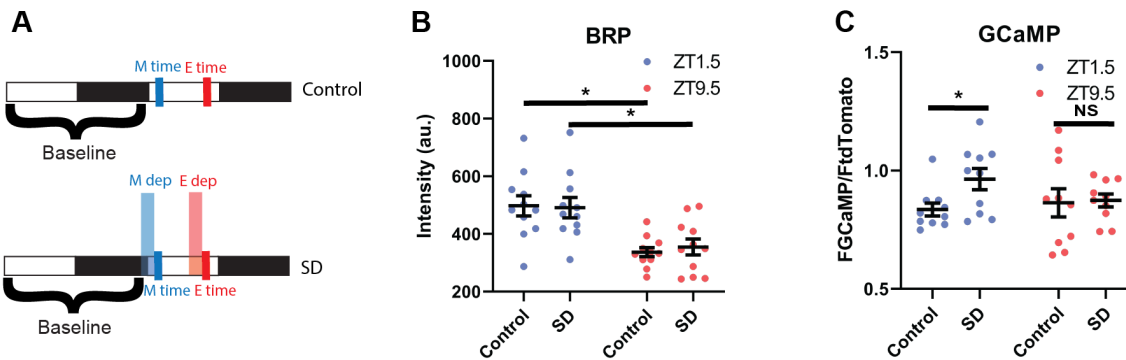 A
M time E time
Control
Baseline
M dep E dep
SD
M time E time
Baseline
B
BRP
ZT1.5
ZT9.5
Intensity (au.)
1000
800
600
400
200
*
*
Control
SD
Control
SD
C
GCaMP
ZT1.5
ZT9.5
FGCaMP/FtdTomato
1.5
1.0
0.5
*
NS
Control
SD
Control
SD